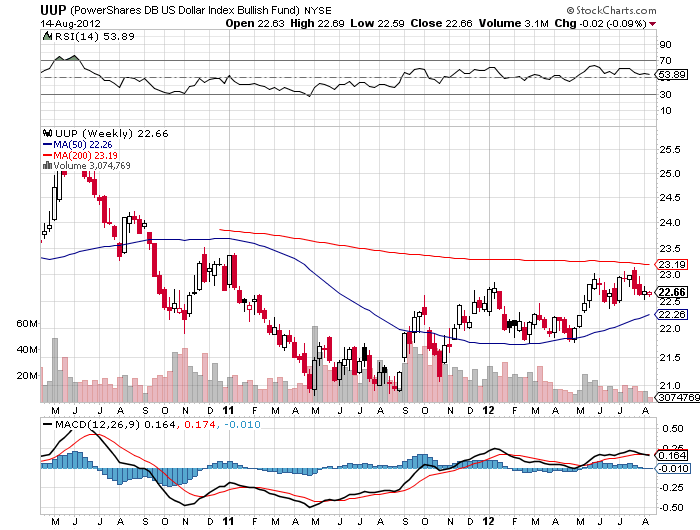 UUP (PowerShares DB US Dollar Index Bullish Fund) NYSE © StockCharts.com
14-Aug-2012 Open 22.63 High 22.69 Low 22.59 Close 22.66 Volume 3.1M Chg -0.02 (-0.09%)
RSI(14) 53.89
90
70
53.89
30
10
UUP (Weekly) 22.66
MA(50) 22.26
MA(200) 23.19
Volume 3,074,769
25.5
25.0
24.5
24.0
23.5
23.19
23.0
22.66
22.5
22.26
22.0
21.5
21.0
60M
40M
20M
3074769
M J J A S O N D 11 F M A M J J A S O N D 12 F M A M J J A
MACD(12,26,9) 0.164, 0.174, -0.010
0.50
0.25
0.164
-0.010
-0.25
-0.50
M J J A S O N D 11 F M A M J J A S O N D 12 F M A M J J A